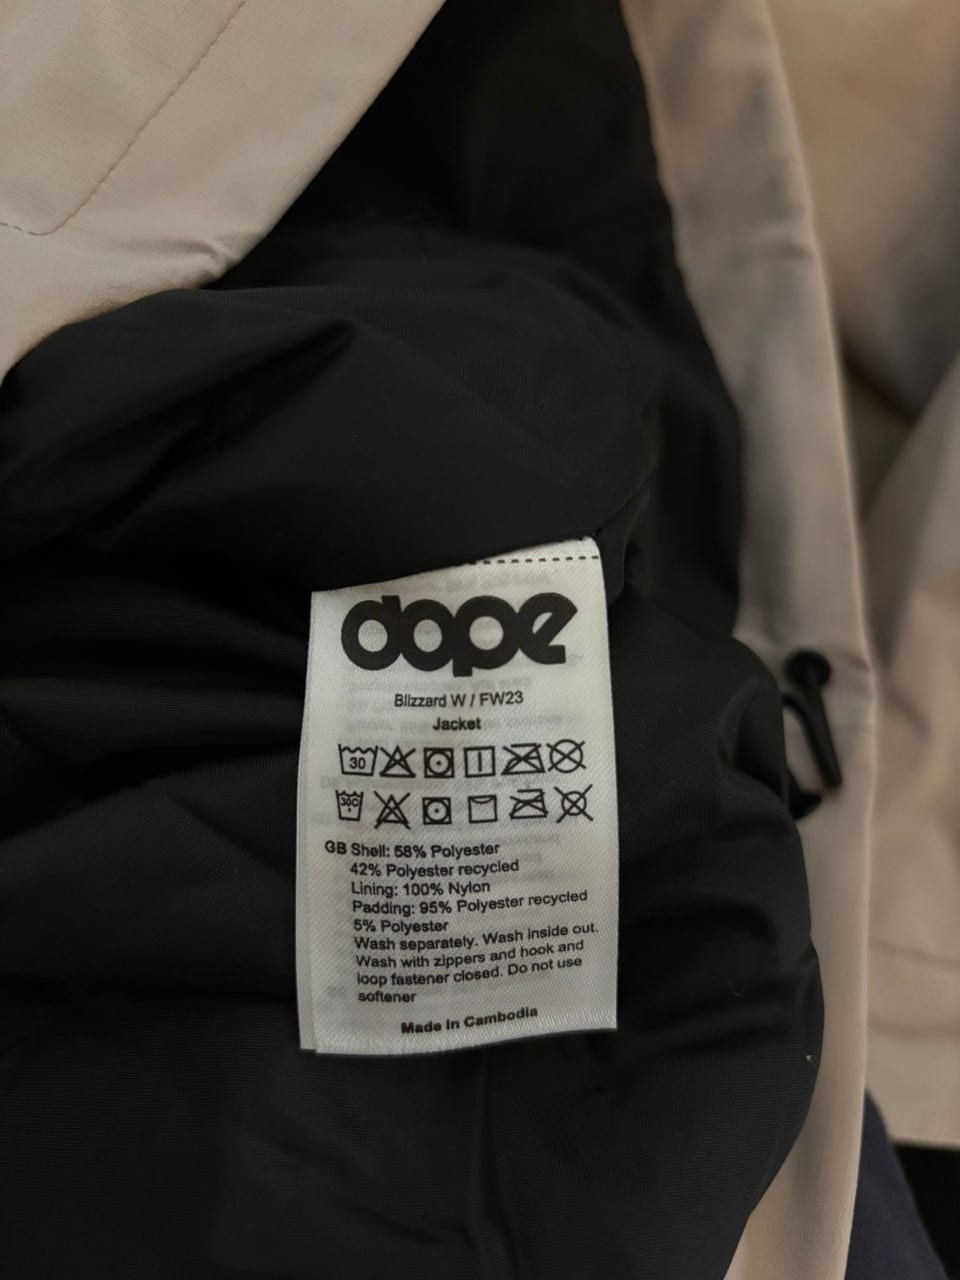 dope
Blizzard W / FW23
Jacket
30
30C
GB Shell: 58% Polyester
42% Polyester recycled
Lining: 100% Nylon
Padding: 95% Polyester recycled
5% Polyester
Wash separately. Wash inside out.
Wash with zippers and hook and
loop fastener closed. Do not use
softener
Made in Cambodia